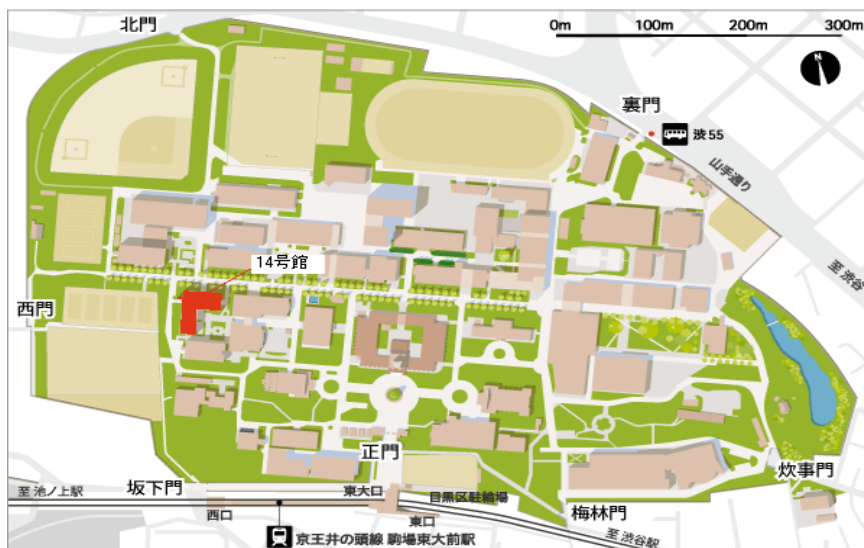 北門
0m 100m 200m 300m
N
裏門
渋55
山手通り
至 渋谷
14号館
西門
正門
坂下門
炊事門
至 池ノ上駅
東大口
目黒区駐輪場
西口
東口
梅林門
京王井の頭線 駒場東大前駅
至 渋谷駅